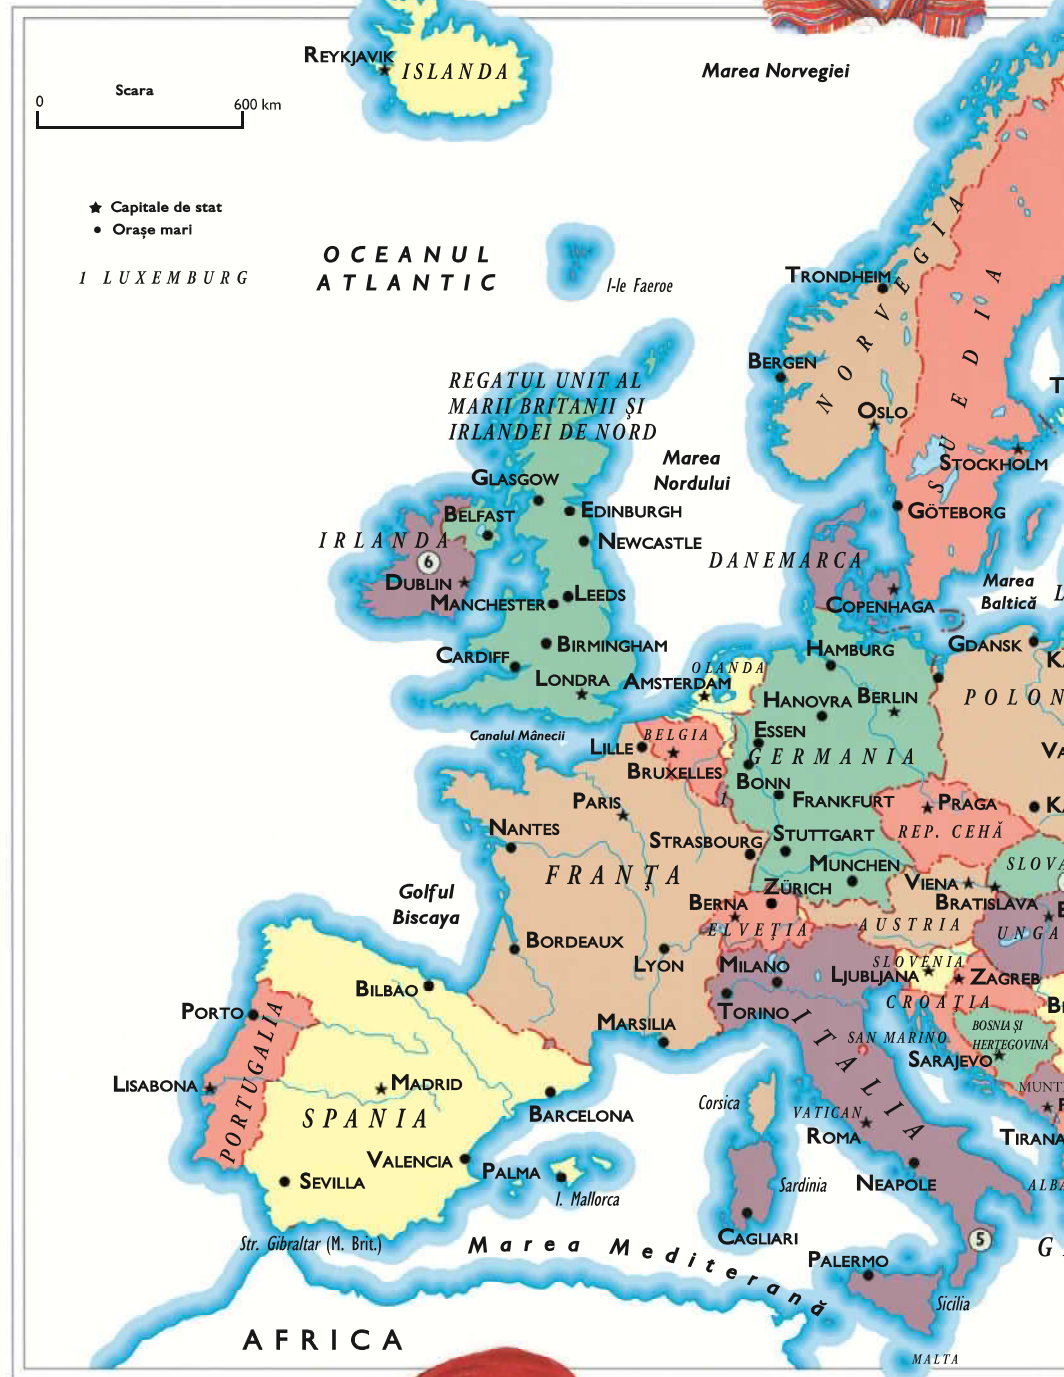 REYKJAVIK
ISLANDA
Marea Norvegiei
Scara
0 600 km
Capitale de stat
Orașe mari
1 LUXEMBURG
OCEANUL
ATLANTIC
I-le Faeroe
TRONDHEIM
NORVEGIA
SUEDIA
BERGEN
OSLO
STOCKHOLM
GÖTEBORG
REGATUL UNIT AL
MARII BRITANII ȘI
IRLANDEI DE NORD
Marea
Nordului
GLASGOW
EDINBURGH
BELFAST
NEWCASTLE
IRLANDA
6
DUBLIN
MANCHESTER
LEEDS
DANEMARCA
COPENHAGA
Marea
Baltică
BIRMINGHAM
CARDIFF
LONDRA
OLANDA
AMSTERDAM
HAMBURG
GDANSK
HANOVRA
BERLIN
POLON
Canalul Mânecii
LILLE
BELGIA
BRUXELLES
ESSEN
GERMANIA
BONN
1
FRANKFURT
PRAGA
REP. CEHĂ
PARIS
NANTES
STRASBOURG
STUTTGART
MUNCHEN
SLOVA
FRANȚA
ZÜRICH
VIENA
BRATISLAVA
BERNA
ELVEȚIA
AUSTRIA
UNGA
Golful
Biscaya
BORDEAUX
LYON
MILANO
SLOVENIA
LJUBLJANA
ZAGREB
BILBAO
TORINO
CROAȚIA
PORTO
MARSILIA
ITALIA
SAN MARINO
BOSNIA ȘI
HERTEGOVINA
SARAJEVO
LISABONA
PORTUGALIA
MADRID
SPANIA
BARCELONA
Corsica
VATICAN
ROMA
MUNT
TIRANA
VALENCIA
PALMA
I. Mallorca
SEVILLA
Sardinia
NEAPOLE
ALBA
CAGLIARI
5
Str. Gibraltar (M. Brit.)
Marea Mediterană
PALERMO
Sicilia
AFRICA
MALTA